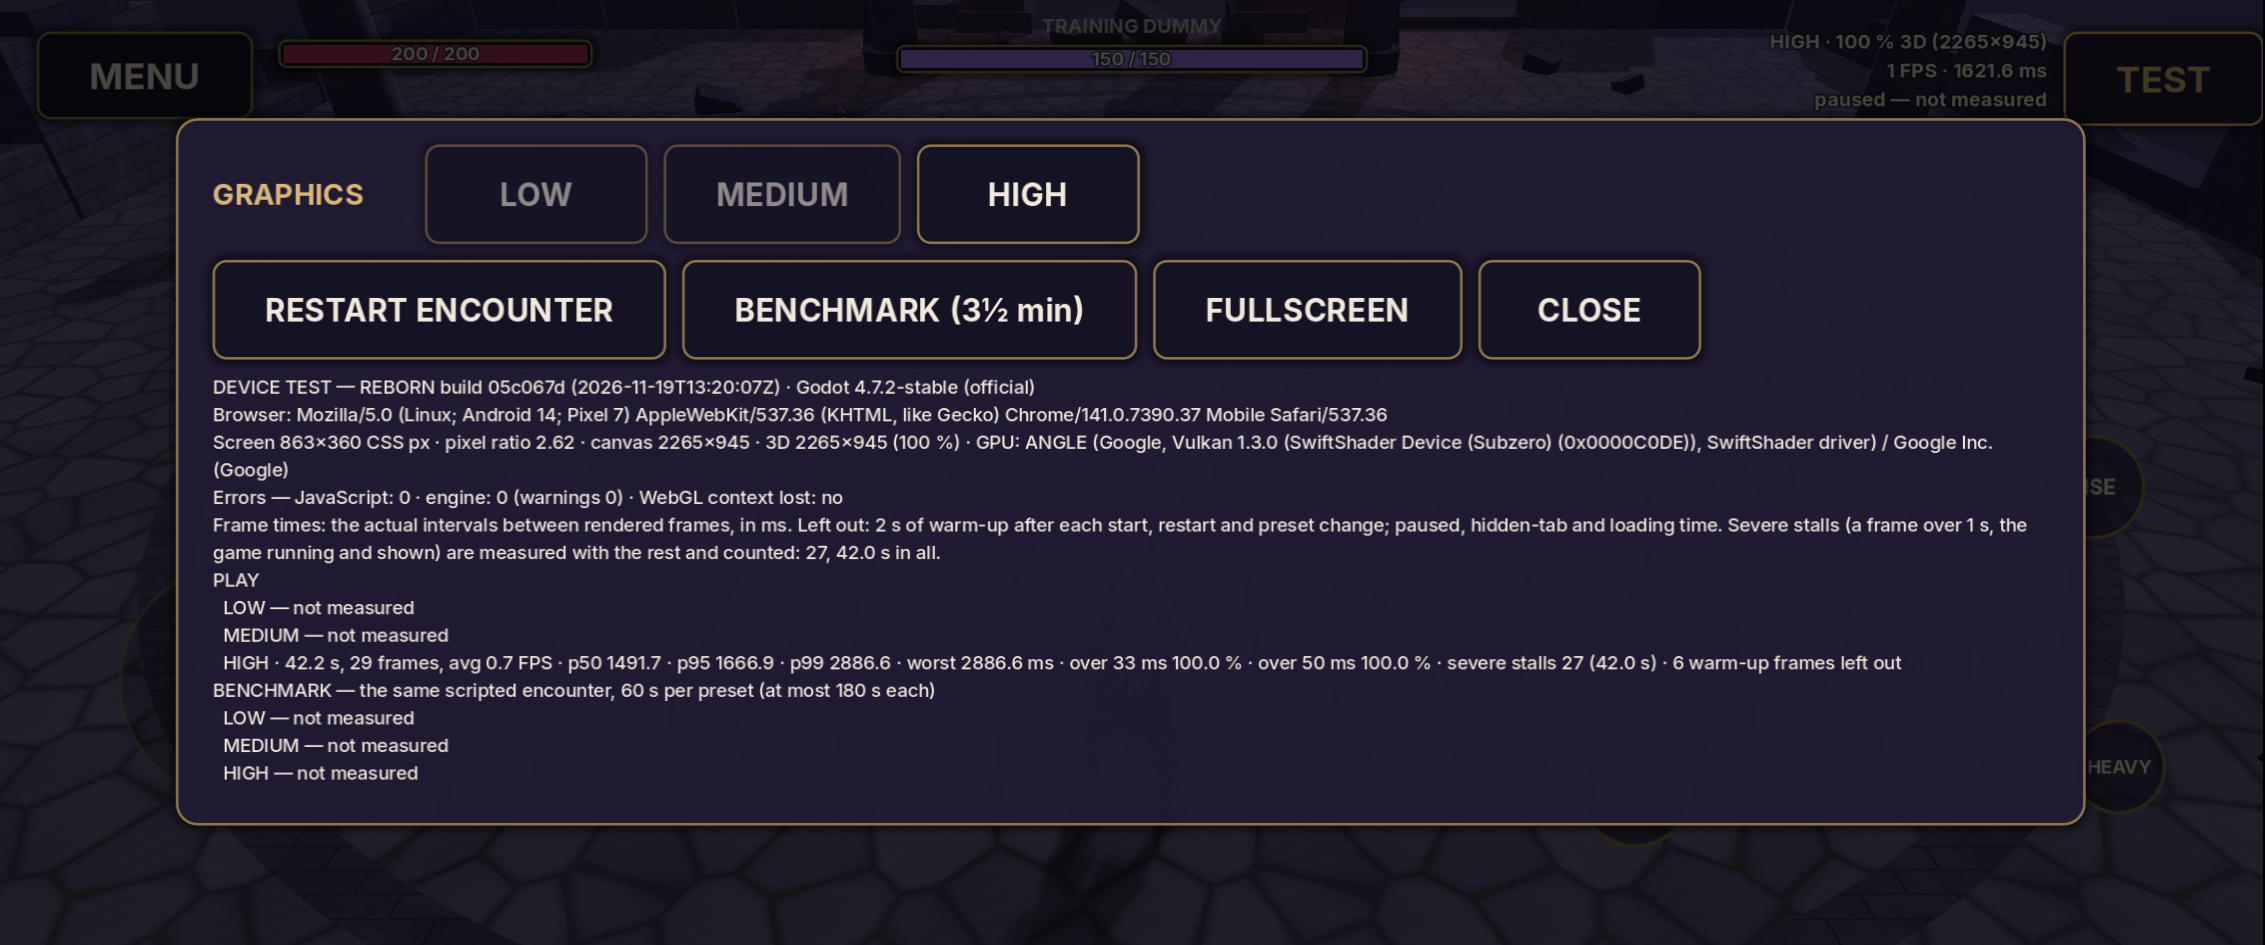 TRAINING DUMMY
MENU
200 / 200
150 / 150
HIGH · 100 % 3D (2265×945)
1 FPS · 1621.6 ms
paused — not measured
TEST
GRAPHICS
LOW
MEDIUM
HIGH
RESTART ENCOUNTER
BENCHMARK (3½ min)
FULLSCREEN
CLOSE
DEVICE TEST — REBORN build 05c067d (2026-11-19T13:20:07Z) · Godot 4.7.2-stable (official)
Browser: Mozilla/5.0 (Linux; Android 14; Pixel 7) AppleWebKit/537.36 (KHTML, like Gecko) Chrome/141.0.7390.37 Mobile Safari/537.36
Screen 863×360 CSS px · pixel ratio 2.62 · canvas 2265×945 · 3D 2265×945 (100 %) · GPU: ANGLE (Google, Vulkan 1.3.0 (SwiftShader Device (Subzero) (0x0000C0DE)), SwiftShader driver) / Google Inc.
(Google)
Errors — JavaScript: 0 · engine: 0 (warnings 0) · WebGL context lost: no
Frame times: the actual intervals between rendered frames, in ms. Left out: 2 s of warm-up after each start, restart and preset change; paused, hidden-tab and loading time. Severe stalls (a frame over 1 s, the
game running and shown) are measured with the rest and counted: 27, 42.0 s in all.
PLAY
LOW — not measured
MEDIUM — not measured
HIGH · 42.2 s, 29 frames, avg 0.7 FPS · p50 1491.7 · p95 1666.9 · p99 2886.6 · worst 2886.6 ms · over 33 ms 100.0 % · over 50 ms 100.0 % · severe stalls 27 (42.0 s) · 6 warm-up frames left out
BENCHMARK — the same scripted encounter, 60 s per preset (at most 180 s each)
LOW — not measured
MEDIUM — not measured
HIGH — not measured
HEAVY